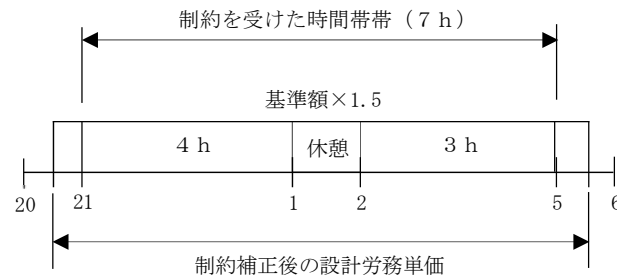 制約を受けた時間帯帯（７ｈ）
基準額×1.5
４ｈ 休憩 ３ｈ
20 21 1 2 5 6
制約補正後の設計労務単価